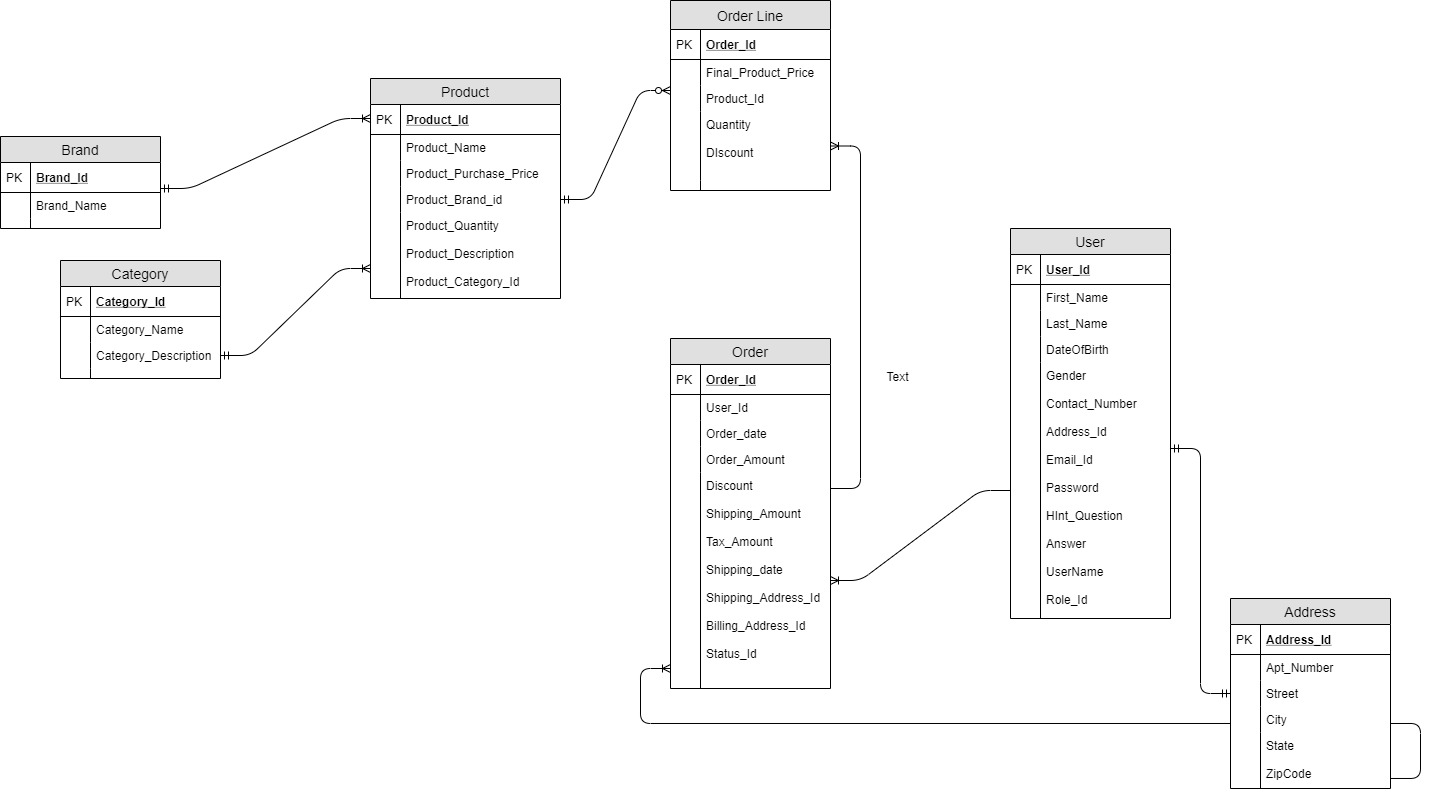 Order Line
PK Order_Id
Final_Product_Price
Product_Id
Quantity
DIscount
Product
PK Product_Id
Product_Name
Product_Purchase_Price
Product_Brand_id
Product_Quantity
Product_Description
Product_Category_Id
Brand
PK Brand_Id
Brand_Name
Category
PK Category_Id
Category_Name
Category_Description
User
PK User_Id
First_Name
Last_Name
DateOfBirth
Gender
Contact_Number
Address_Id
Email_Id
Password
HInt_Question
Answer
UserName
Role_Id
Order
PK Order_Id
User_Id
Order_date
Order_Amount
Discount
Shipping_Amount
Tax_Amount
Shipping_date
Shipping_Address_Id
Billing_Address_Id
Status_Id
Text
Address
PK Address_Id
Apt_Number
Street
City
State
ZipCode